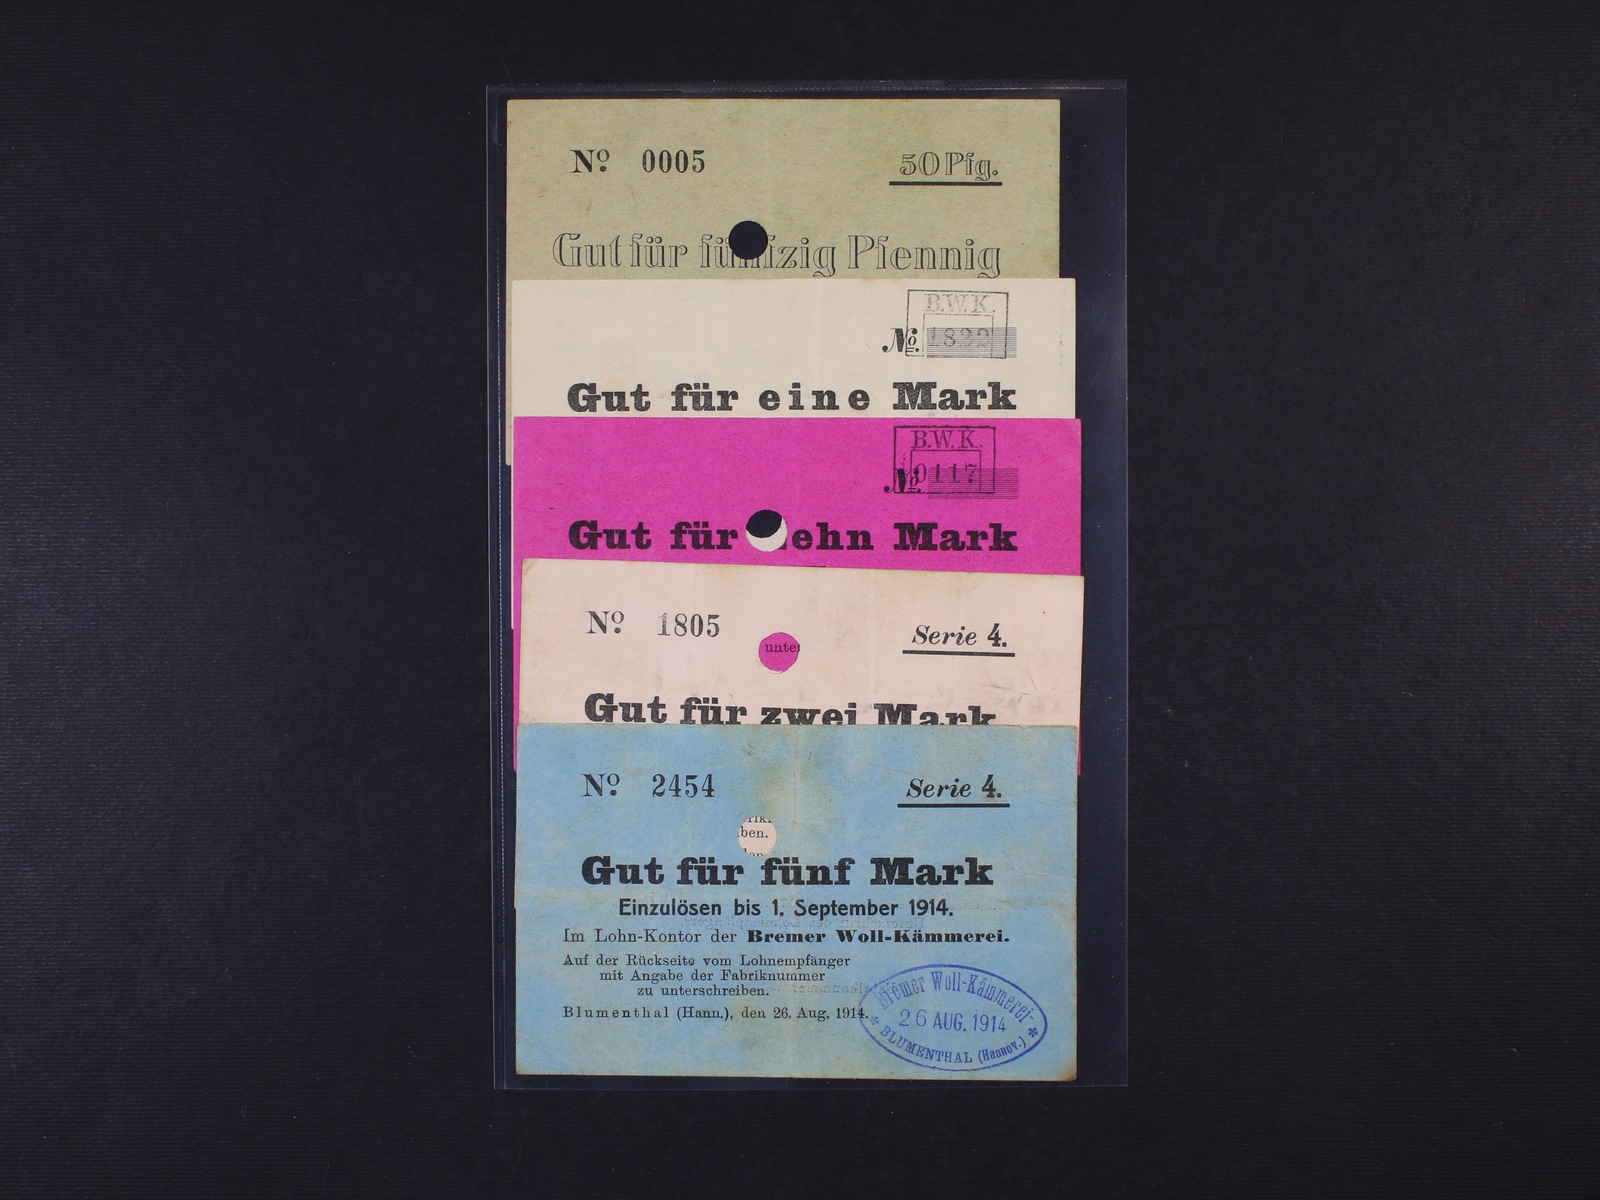 Nº 0005 50 Pfg.
Gut für fünfzig Pfennig
B.W.K.
No. 1822
Gut für eine Mark
B.W.K.
No. 0117
Gut für ehn Mark
Nº 1805 Serie 4.
unter
Gut für zwei Mark
Nº 2454 Serie 4.
ben.
Gut für fünf Mark
Einzulösen bis 1. September 1914.
Im Lohn-Kontor der Bremer Woll-Kämmerei.
Auf der Rückseite vom Lohnempfänger
mit Angabe der Fabriknummer
zu unterschreiben.
Blumenthal (Hann.), den 26. Aug. 1914.
Bremer Woll-Kämmerei
26 AUG. 1914
* BLUMENTHAL (Hannov.) *